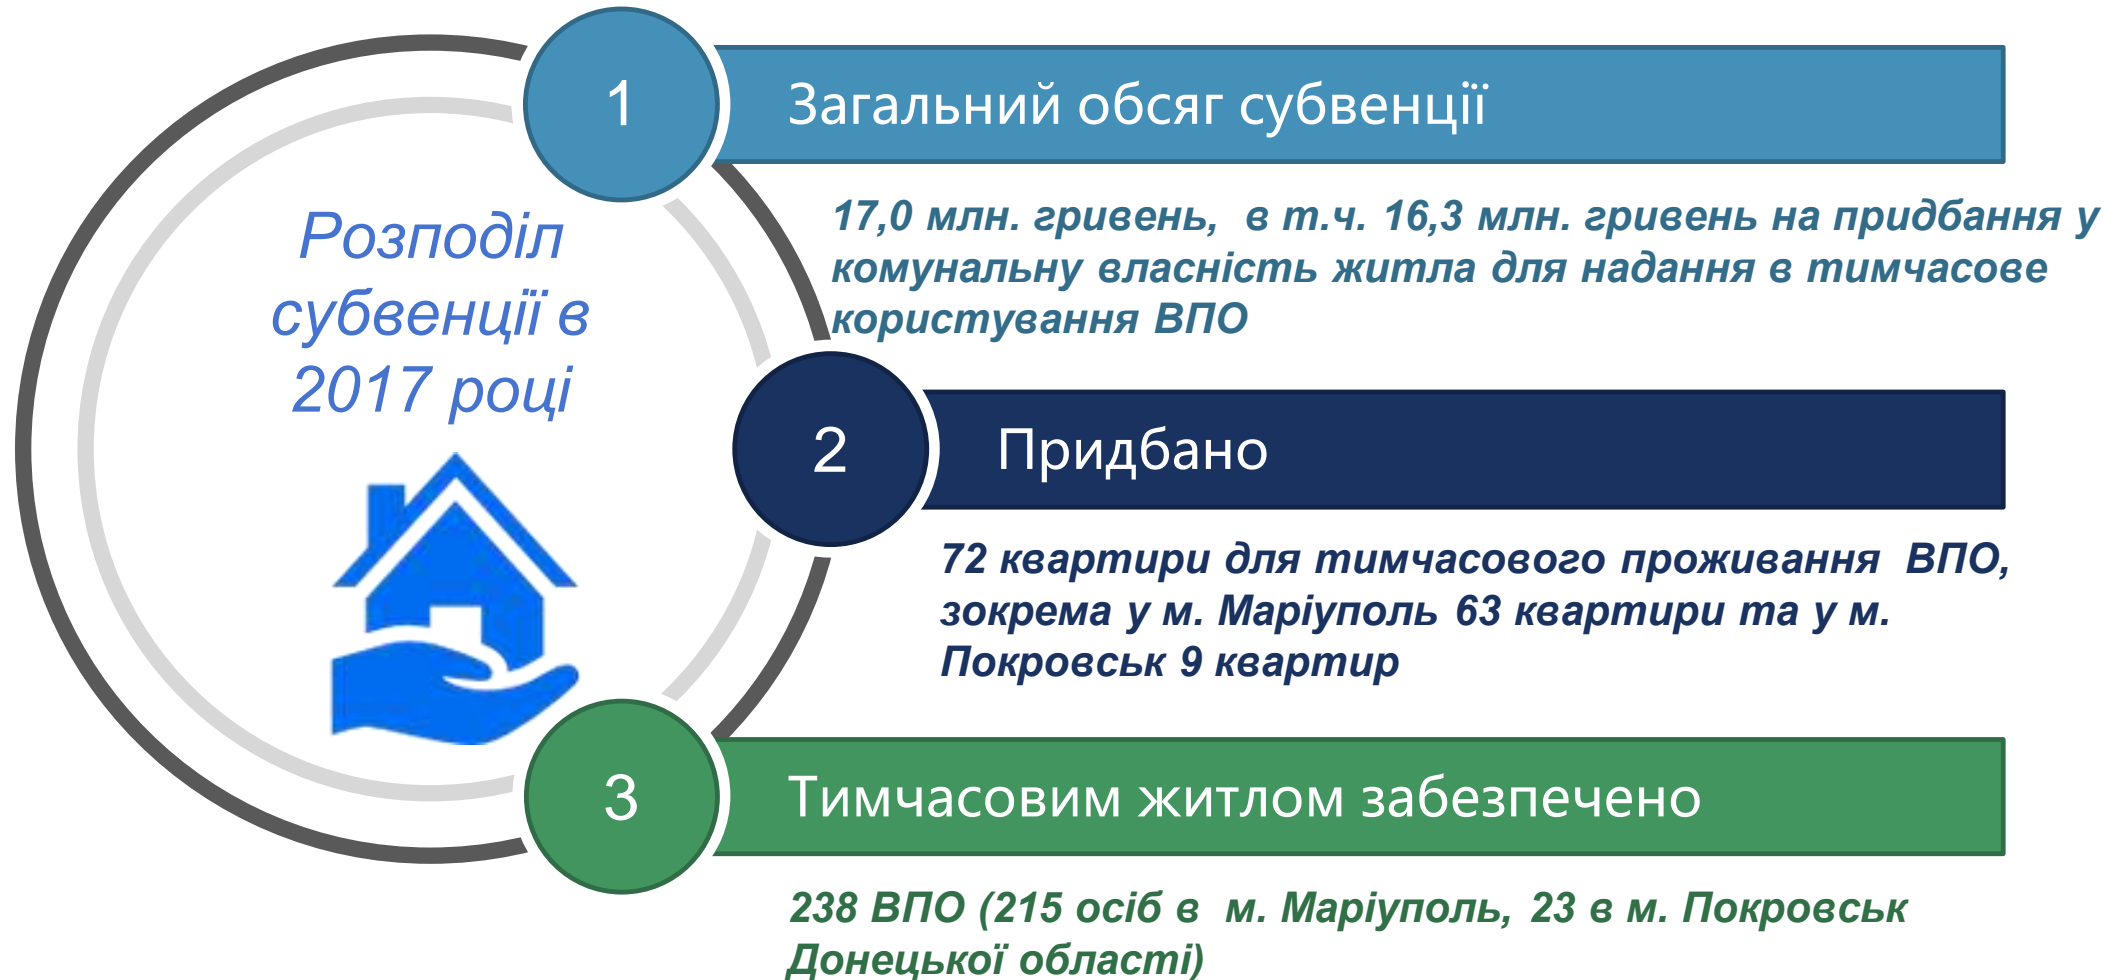 Розподіл
субвенції в
2017 році
1
Загальний обсяг субвенції
17,0 млн. гривень, в т.ч. 16,3 млн. гривень на придбання у
комунальну власність житла для надання в тимчасове
користування ВПО
2
Придбано
72 квартири для тимчасового проживання ВПО,
зокрема у м. Маріуполь 63 квартири та у м.
Покровськ 9 квартир
3
Тимчасовим житлом забезпечено
238 ВПО (215 осіб в м. Маріуполь, 23 в м. Покровськ
Донецької області)